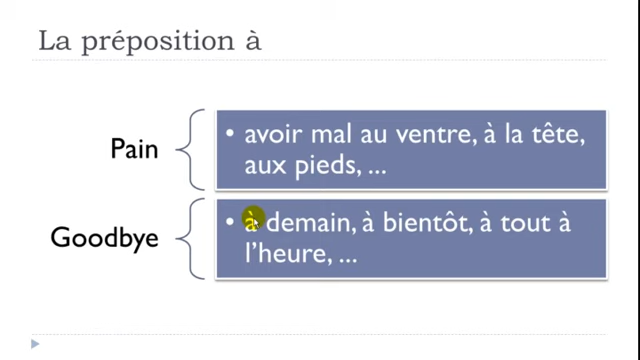 La préposition à
Pain
• avoir mal au ventre, à la tête,
aux pieds, ...
Goodbye
• à demain, à bientôt, à tout à
l'heure, ...